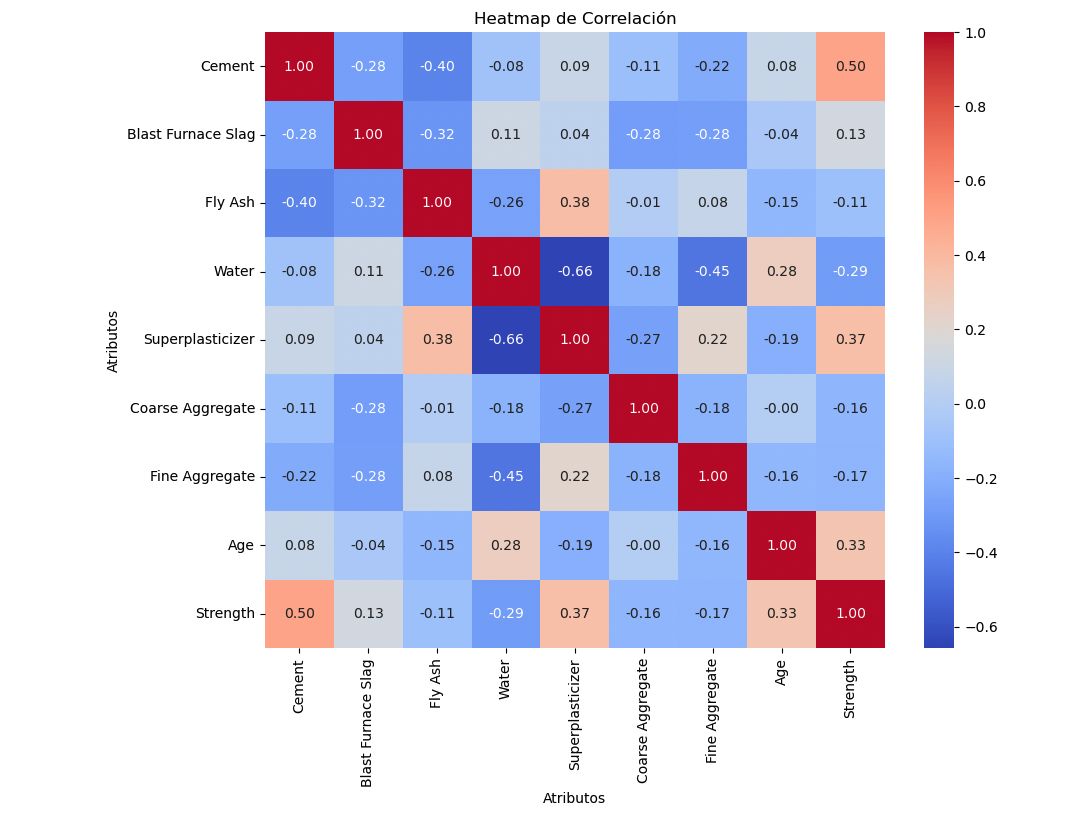 Heatmap de Correlación
Cement 1.00 -0.28 -0.40 -0.08 0.09 -0.11 -0.22 0.08 0.50
Blast Furnace Slag -0.28 1.00 -0.32 0.11 0.04 -0.28 -0.28 -0.04 0.13
Fly Ash -0.40 -0.32 1.00 -0.26 0.38 -0.01 0.08 -0.15 -0.11
Water -0.08 0.11 -0.26 1.00 -0.66 -0.18 -0.45 0.28 -0.29
Superplasticizer 0.09 0.04 0.38 -0.66 1.00 -0.27 0.22 -0.19 0.37
Coarse Aggregate -0.11 -0.28 -0.01 -0.18 -0.27 1.00 -0.18 -0.00 -0.16
Fine Aggregate -0.22 -0.28 0.08 -0.45 0.22 -0.18 1.00 -0.16 -0.17
Age 0.08 -0.04 -0.15 0.28 -0.19 -0.00 -0.16 1.00 0.33
Strength 0.50 0.13 -0.11 -0.29 0.37 -0.16 -0.17 0.33 1.00
Atributos
Cement
Blast Furnace Slag
Fly Ash
Water
Superplasticizer
Coarse Aggregate
Fine Aggregate
Age
Strength
Atributos
1.0
0.8
0.6
0.4
0.2
0.0
−0.2
−0.4
−0.6